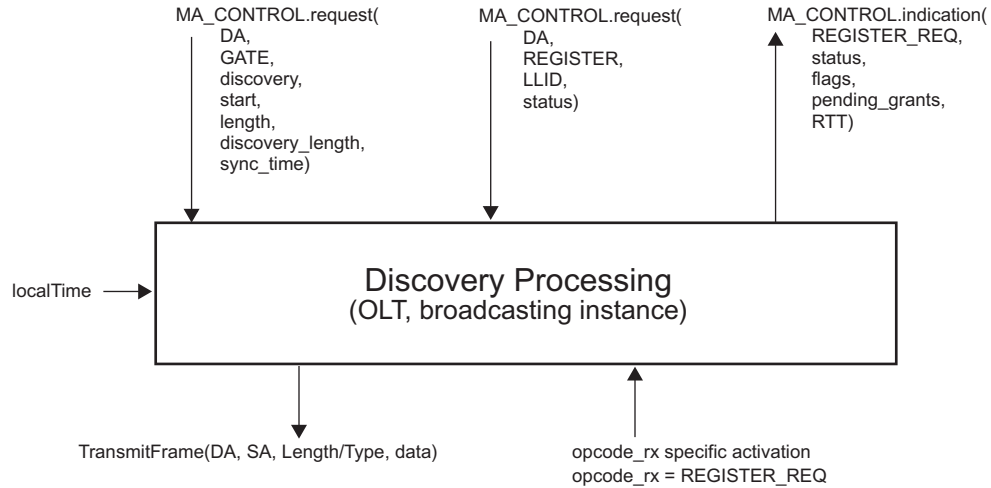 MA_CONTROL.request(
DA,
GATE,
discovery,
start,
length,
discovery_length,
sync_time)
MA_CONTROL.request(
DA,
REGISTER,
LLID,
status)
MA_CONTROL.indication(
REGISTER_REQ,
status,
flags,
pending_grants,
RTT)
localTime
Discovery Processing
(OLT, broadcasting instance)
TransmitFrame(DA, SA, Length/Type, data)
opcode_rx specific activation
opcode_rx = REGISTER_REQ